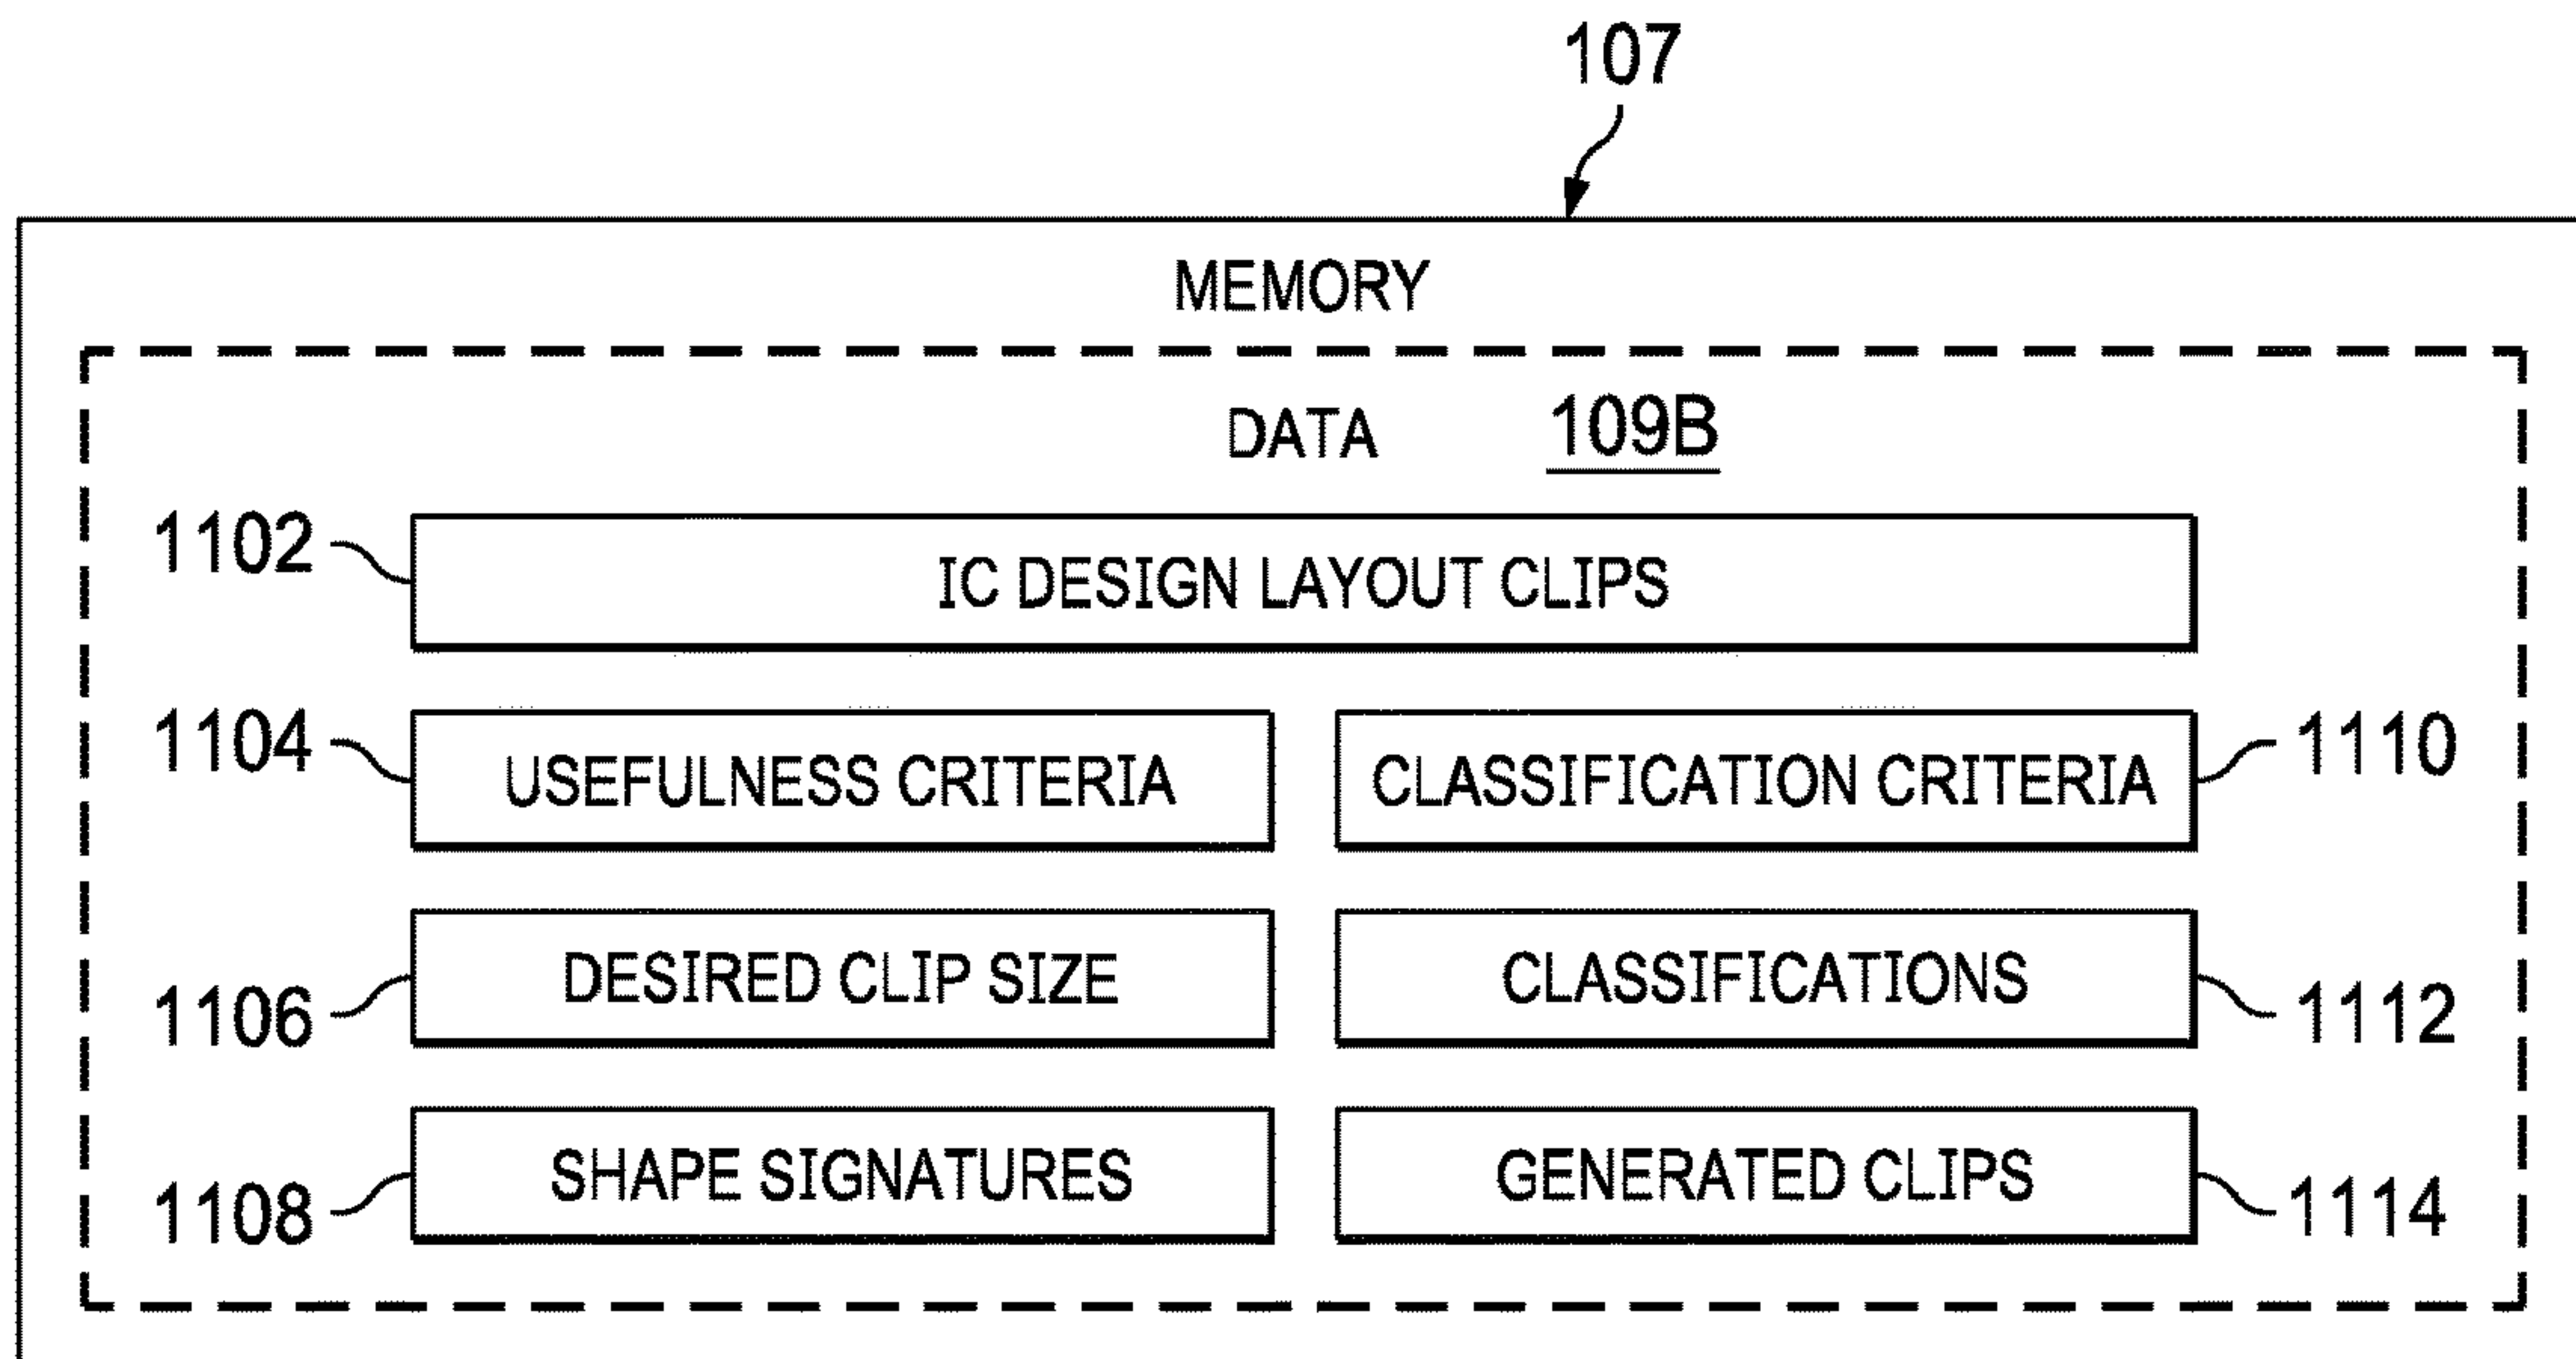 107
MEMORY
DATA 109B
1102
IC DESIGN LAYOUT CLIPS
1104
USEFULNESS CRITERIA
CLASSIFICATION CRITERIA
1110
1106
DESIRED CLIP SIZE
CLASSIFICATIONS
1112
1108
SHAPE SIGNATURES
GENERATED CLIPS
1114